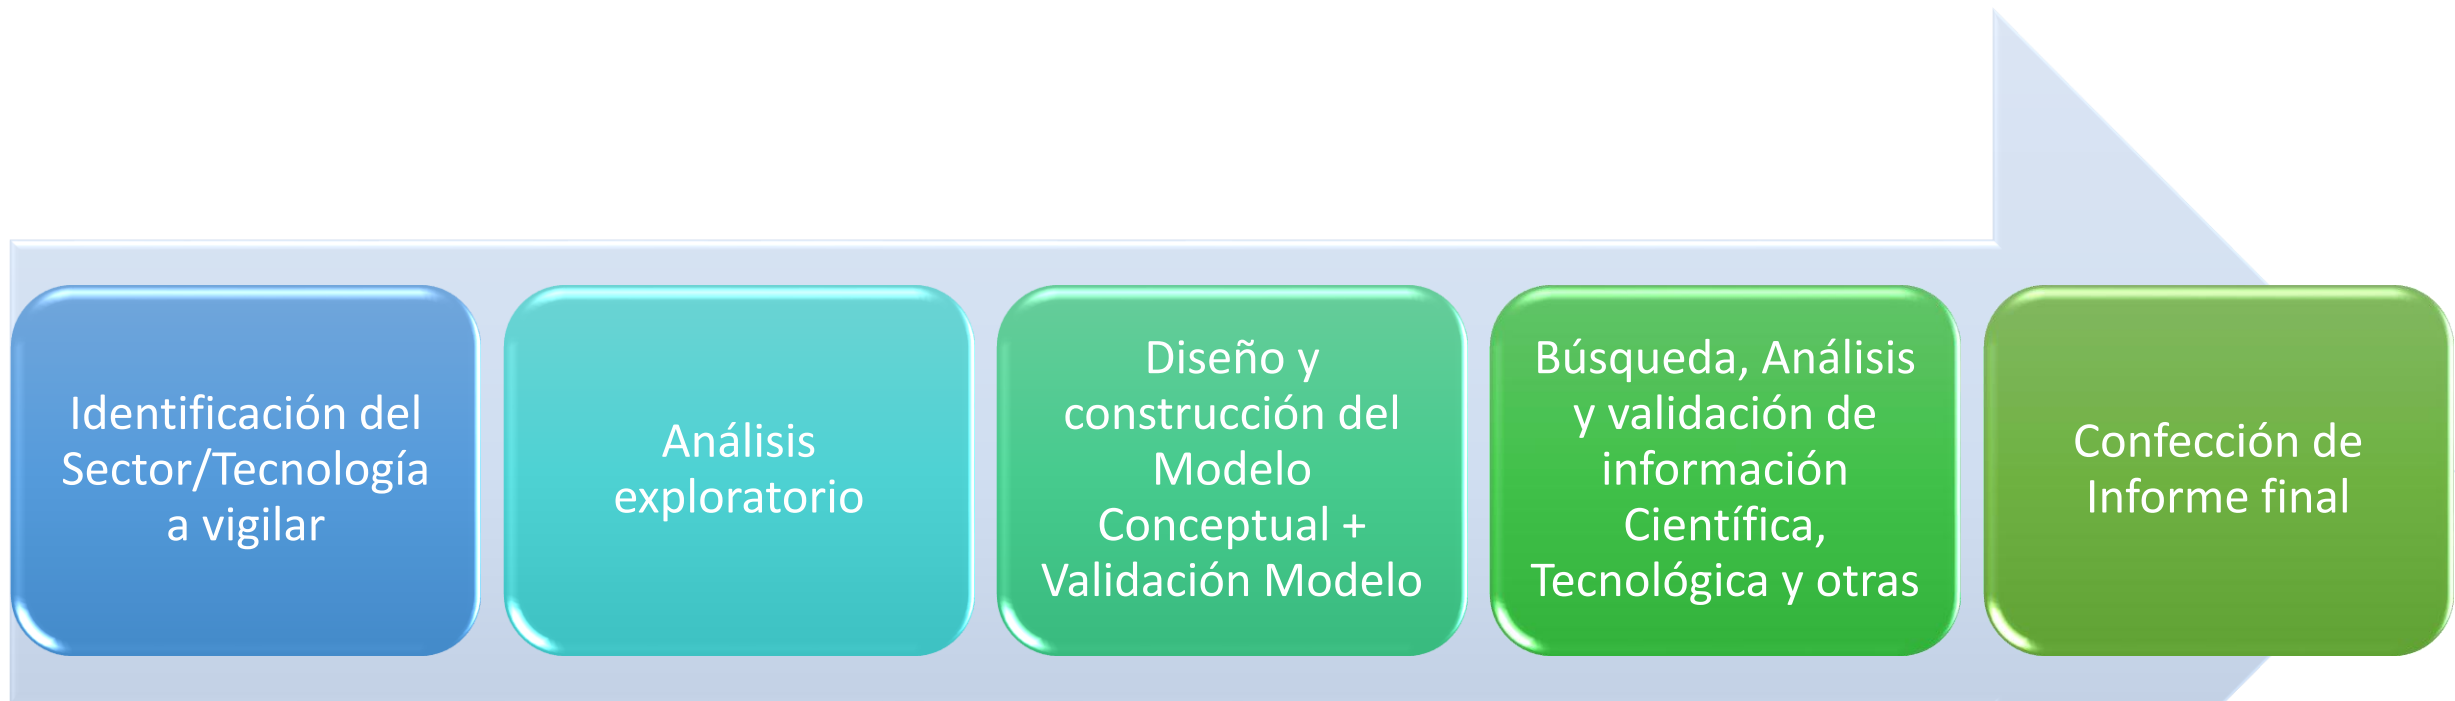 Identificación del
Sector/Tecnología
a vigilar
Análisis
exploratorio
Diseño y
construcción del
Modelo
Conceptual +
Validación Modelo
Búsqueda, Análisis
y validación de
información
Científica,
Tecnológica y otras
Confección de
Informe final